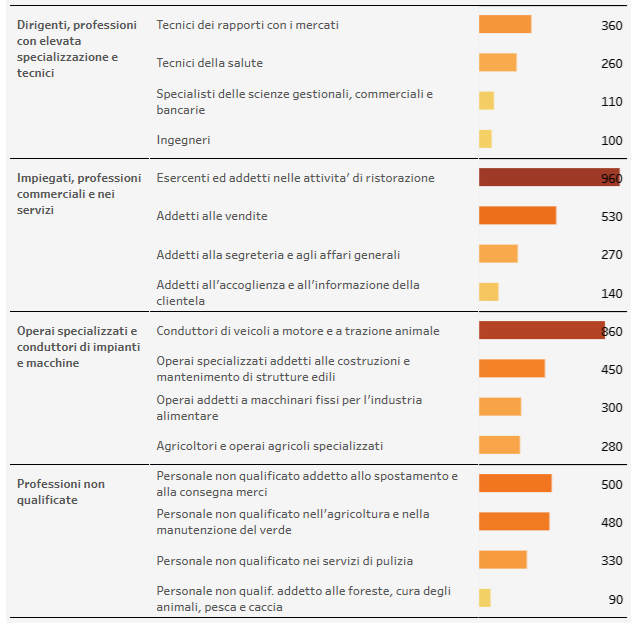 Dirigenti, professioni
con elevata
specializzazione e
tecnici
Tecnici dei rapporti con i mercati
360
Tecnici della salute
260
Specialisti delle scienze gestionali, commerciali e
bancarie
110
Ingegneri
100
Impiegati, professioni
commerciali e nei
servizi
Esercenti ed addetti nelle attivita’ di ristorazione
960
Addetti alle vendite
530
Addetti alla segreteria e agli affari generali
270
Addetti all’accoglienza e all’informazione della
clientela
140
Operai specializzati e
conduttori di impianti
e macchine
Conduttori di veicoli a motore e a trazione animale
860
Operai specializzati addetti alle costruzioni e
mantenimento di strutture edili
450
Operai addetti a macchinari fissi per l’industria
alimentare
300
Agricoltori e operai agricoli specializzati
280
Professioni non
qualificate
Personale non qualificato addetto allo spostamento e
alla consegna merci
500
Personale non qualificato nell’agricoltura e nella
manutenzione del verde
480
Personale non qualificato nei servizi di pulizia
330
Personale non qualif. addetto alle foreste, cura degli
animali, pesca e caccia
90